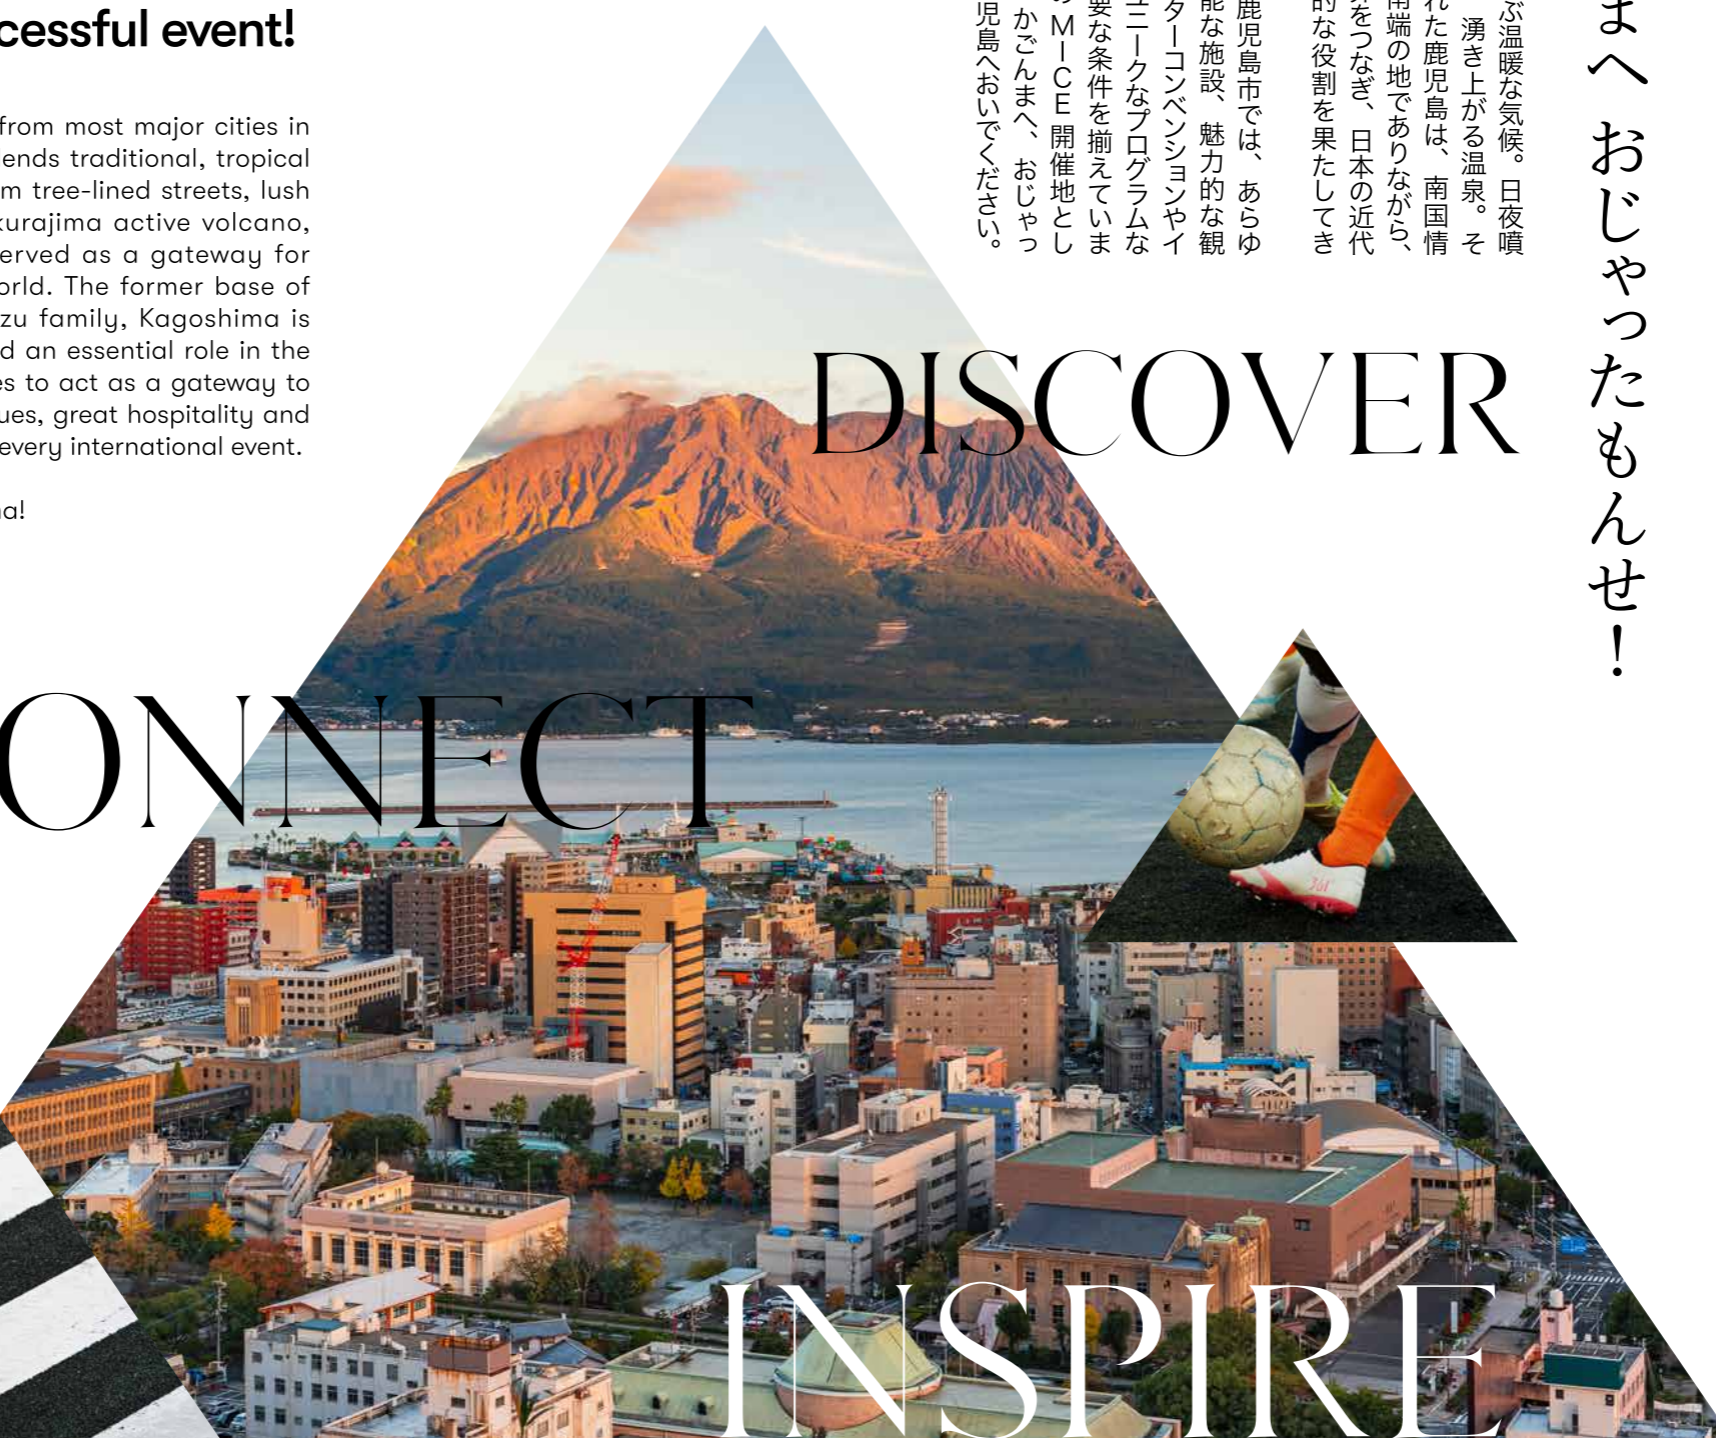 cessful event!
from most major cities in
lends traditional, tropical
m tree-lined streets, lush
kurajima active volcano,
erved as a gateway for
orld. The former base of
zu family, Kagoshima is
d an essential role in the
es to act as a gateway to
ues, great hospitality and
every international event.
a!
まへ おじゃったもんせ！
ぶ温暖な気候。日夜噴
湧き上がる温泉。そ
れた鹿児島は、南国情
南端の地でありながら、
をつなぎ、日本の近代
的な役割を果たしてき
鹿児島市では、あらゆ
能な施設、魅力的な観
ターコンベンションやイ
ユニークなプログラムな
要な条件を揃えていま
MICE 開催地とし
かごんまへ、おじゃっ
児島へおいでください。
DISCOVER
ONNECT
361°
INSPIRE